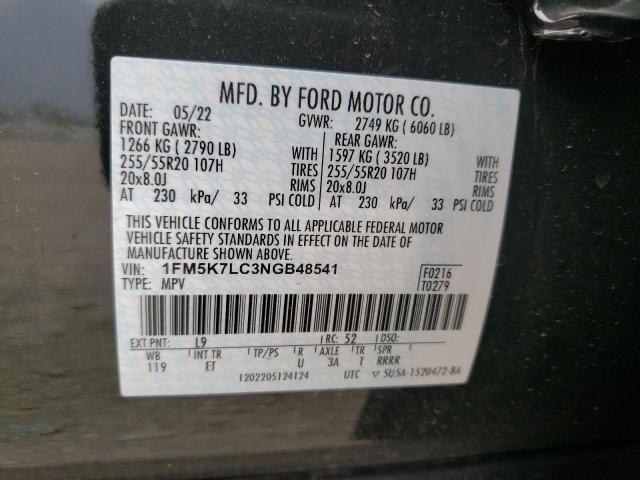 MFD. BY FORD MOTOR CO.
DATE: 05/22 GVWR: 2749 KG ( 6060 LB)
FRONT GAWR: REAR GAWR:
1266 KG ( 2790 LB) WITH 1597 KG ( 3520 LB) WITH
255/55R20 107H TIRES 255/55R20 107H TIRES
20x8.0J RIMS 20x8.0J RIMS
AT 230 kPa/ 33 PSI COLD AT 230 kPa/ 33 PSI COLD
THIS VEHICLE CONFORMS TO ALL APPLICABLE FEDERAL MOTOR
VEHICLE SAFETY STANDARDS IN EFFECT ON THE DATE OF
MANUFACTURE SHOWN ABOVE.
VIN: 1FM5K7LC3NGB48541 F0216
TYPE: MPV T0279
EXT PNT: L9 RC: 52 DSO:
WB INT TR TP/PS R AXLE TR SPR
119 ET U 3A T RRRR
1202205124124 UTC ▽ 5U5A-1520472-BA